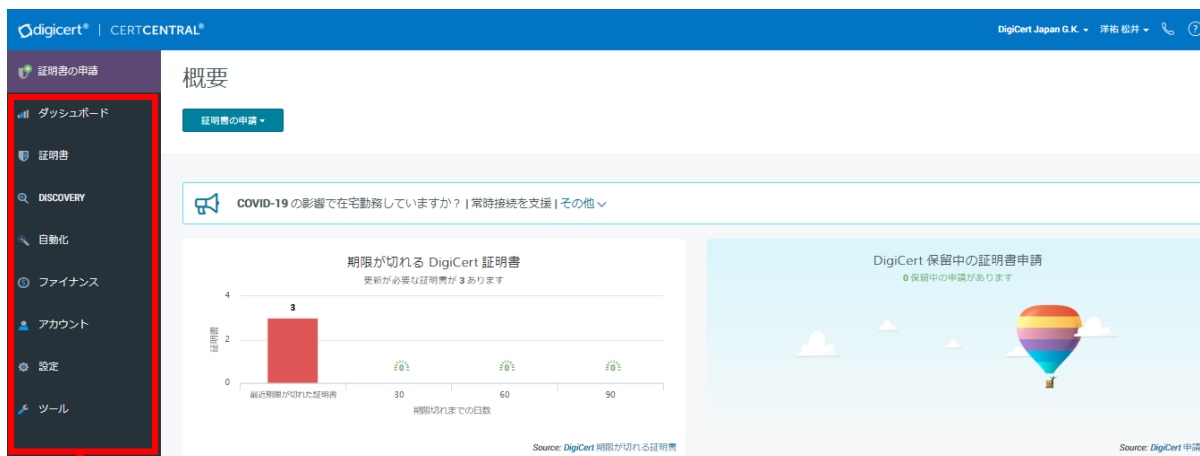 digicert® | CERTCENTRAL®
DigiCert Japan G.K. 洋祐 松井
証明書の申請
ダッシュボード
証明書
DISCOVERY
自動化
ファイナンス
アカウント
設定
ツール
概要
証明書の申請
COVID-19 の影響で在宅勤務していますか？ | 常時接続を支援 | その他
期限が切れる DigiCert 証明書
更新が必要な証明書が 3 あります
証明書
4
2
0
3
0
0
0
最近期限が切れた証明書 30 60 90
期限切れまでの日数
Source: DigiCert 期限が切れる証明書
DigiCert 保留中の証明書申請
0 保留中の申請があります
Source: DigiCert 申請